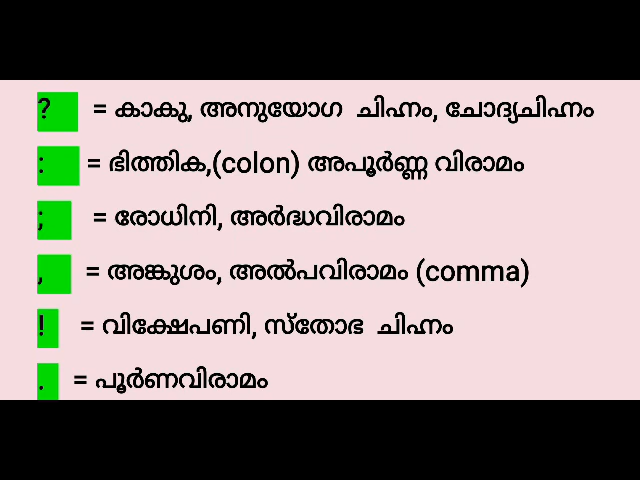 ? = കാകു, അനുയോഗ ചിഹ്നം, ചോദ്യചിഹ്നം
: = ഭിത്തിക,(colon) അപൂർണ്ണ വിരാമം
; = രോധിനി, അർദ്ധവിരാമം
, = അങ്കുശം, അൽപവിരാമം (comma)
! = വിക്ഷേപണി, സ്തോഭ ചിഹ്നം
. = പൂർണവിരാമം